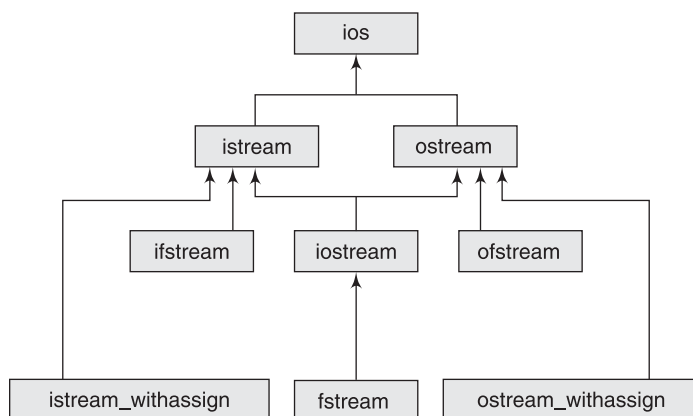 ios
istream
ostream
ifstream
iostream
ofstream
istream_withassign
fstream
ostream_withassign